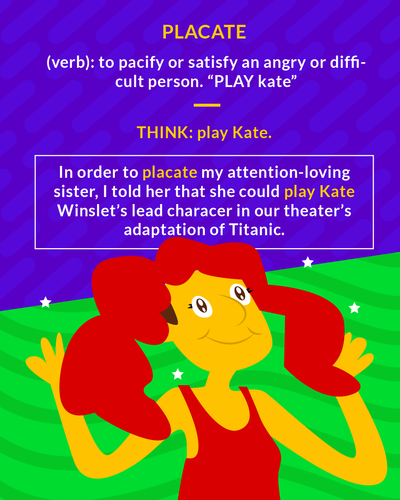 PLACATE
(verb): to pacify or satisfy an angry or diffi-
cult person. “PLAY kate”
THINK: play Kate.
In order to placate my attention-loving
sister, I told her that she could play Kate
Winslet’s lead characer in our theater’s
adaptation of Titanic.